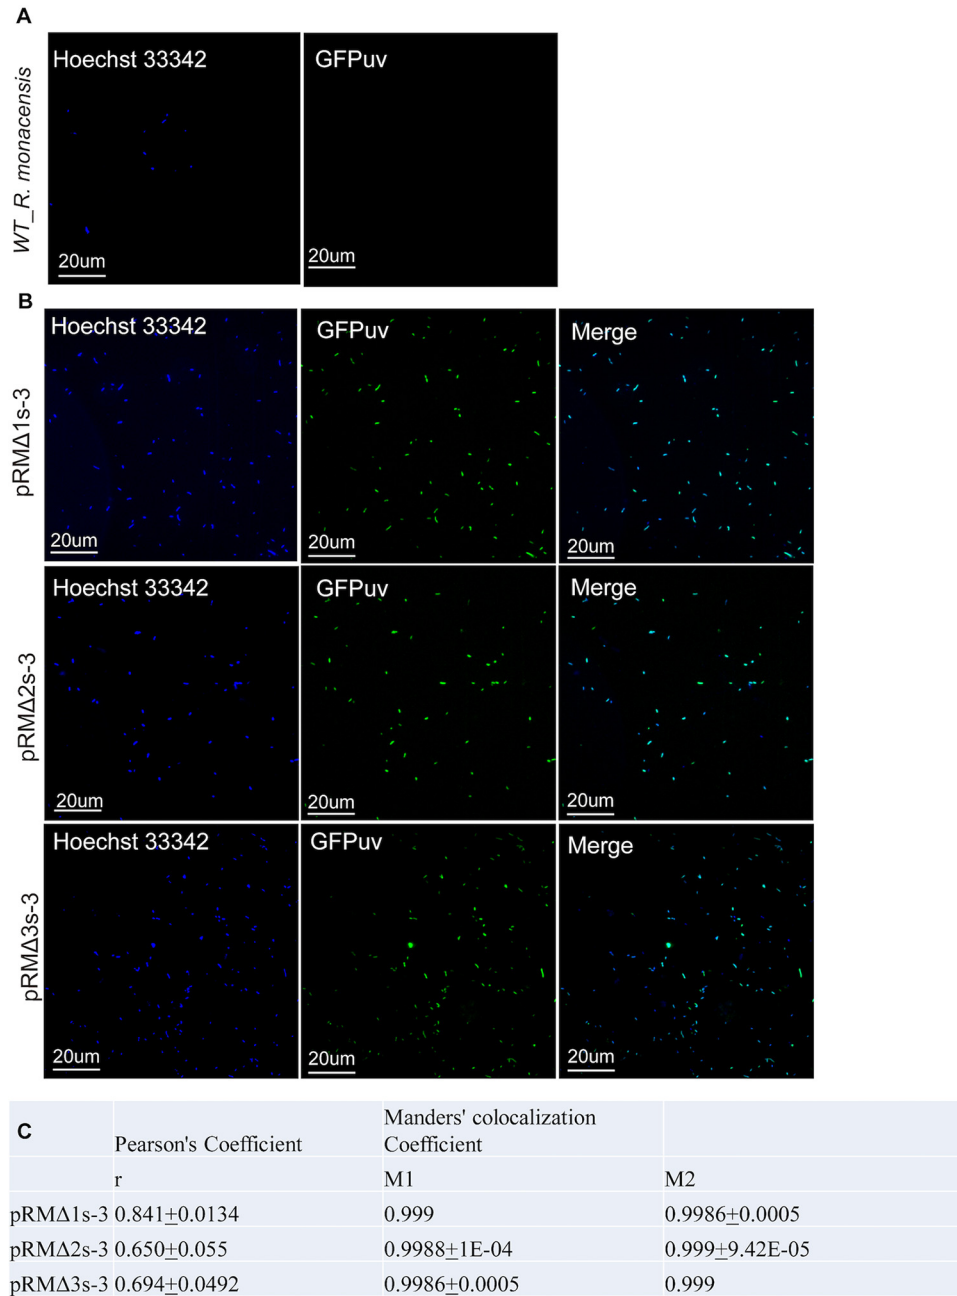 A
WT_R. monacensis
Hoechst 33342
GFPuv
20um
20um
B
pRMΔ1s-3
Hoechst 33342
GFPuv
Merge
20um
20um
20um
pRMΔ2s-3
Hoechst 33342
GFPuv
Merge
20um
20um
20um
pRMΔ3s-3
Hoechst 33342
GFPuv
Merge
20um
20um
20um
C
Pearson's Coefficient
Manders' colocalization
Coefficient
r M1 M2
pRMΔ1s-3 0.841±0.0134 0.999 0.9986±0.0005
pRMΔ2s-3 0.650±0.055 0.9988±1E-04 0.999±9.42E-05
pRMΔ3s-3 0.694±0.0492 0.9986±0.0005 0.999